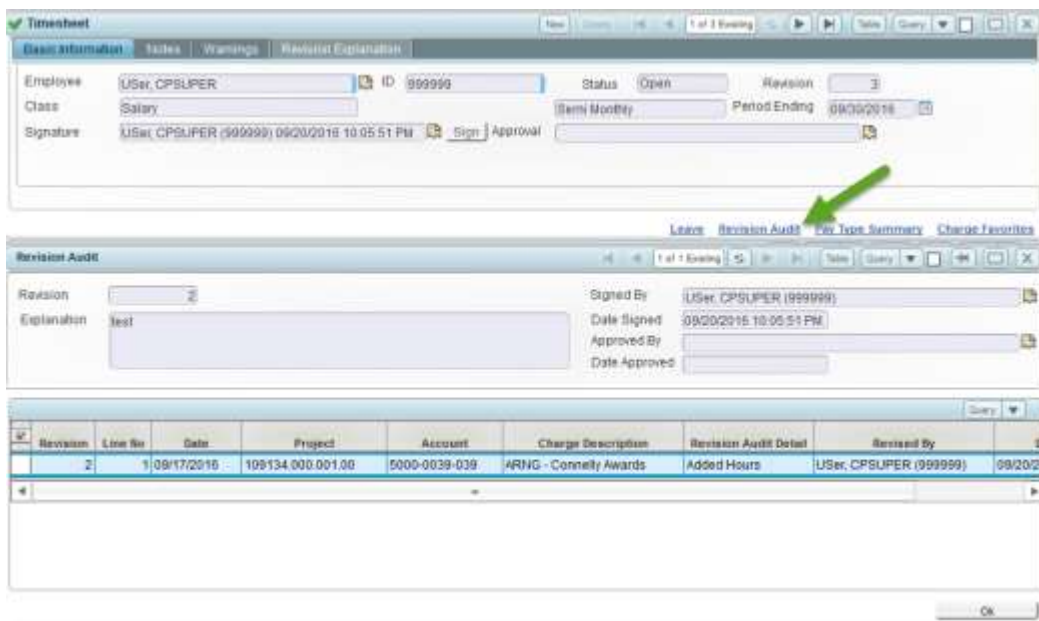 Timesheet New Query 1 of 3 Existing Table Query
Basic Information Notes Warnings Revision Explanation
Employee USer, CPSUPER ID 999999 Status Open Revision 3
Class Salary Semi Monthly Period Ending 09/30/2016
Signature USer, CPSUPER (999999) 09/20/2016 10:05:51 PM Sign Approval
Leave Revision Audit Pay Type Summary Charge Favorites
Revision Audit 1 of 1 Existing Table Query
Revision 2 Signed By USer, CPSUPER (999999)
Explanation test Date Signed 09/20/2016 10:05:51 PM
Approved By
Date Approved
Query
Revision Line No Date Project Account Charge Description Revision Audit Detail Revised By
2 1 09/17/2016 109134.000.001.00 5000-0039-039 ARNG - Connelly Awards Added Hours USer, CPSUPER (999999) 09/20/2
Ok